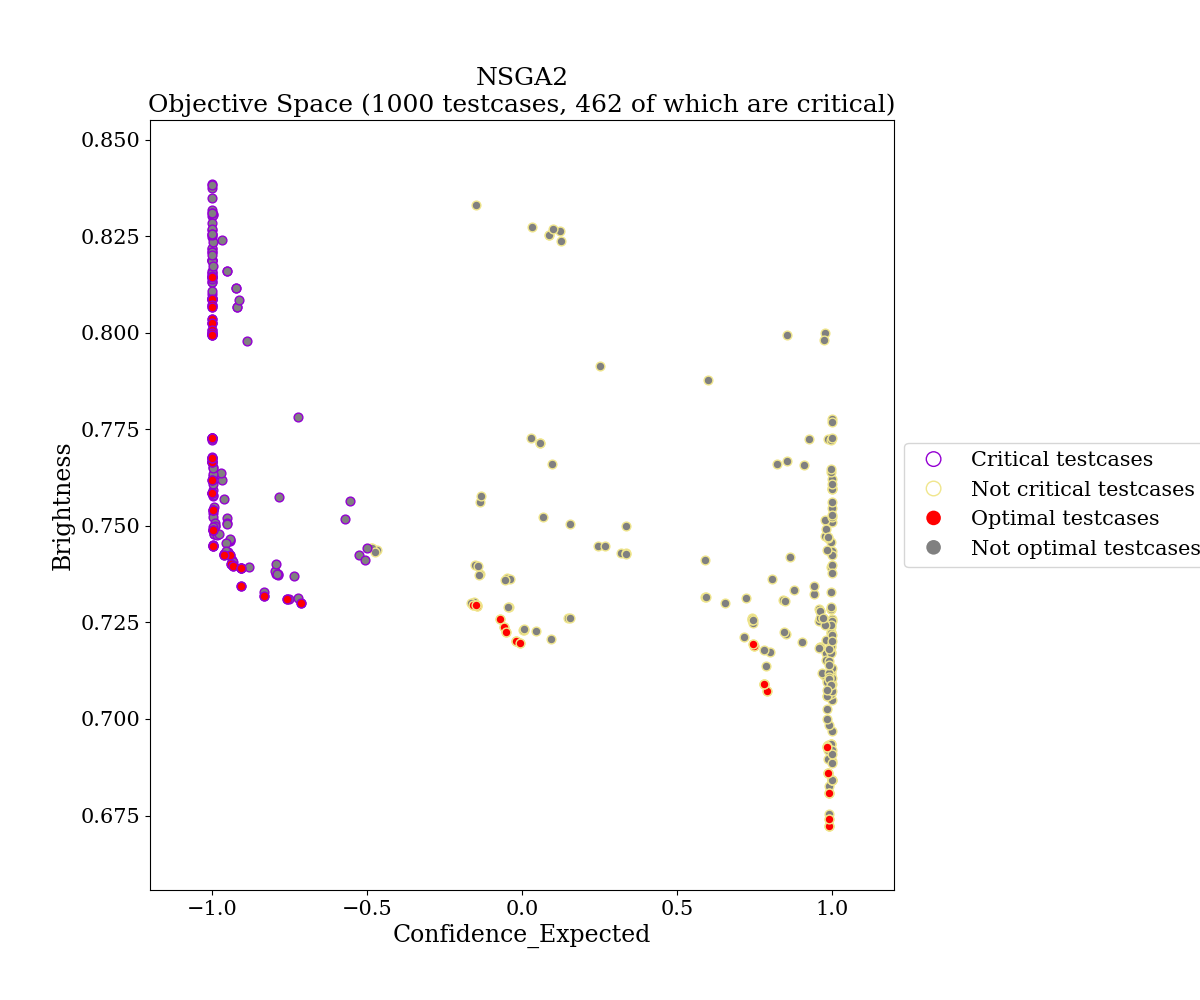 NSGA2
Objective Space (1000 testcases, 462 of which are critical)
0.850
0.825
0.800
0.775
0.750
0.725
0.700
0.675
Brightness
−1.0 −0.5 0.0 0.5 1.0
Confidence_Expected
Critical testcases
Not critical testcases
Optimal testcases
Not optimal testcases